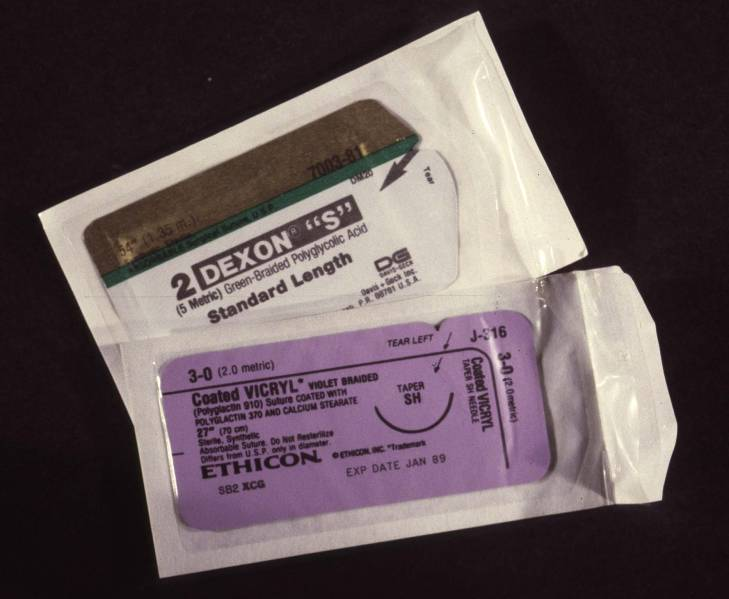 7003-81
DM20
Tear
54" (1.35 m.)
2 DEXON® "S"
(5 Metric) Green-Braided Polyglycolic Acid
Standard Length
DG
DAVIS+GECK
Davis + Geck Inc.
P.R. 00701 U.S.A.
TEAR LEFT
J-316
3-0 (2.0 metric)
Coated VICRYL* VIOLET BRAIDED
(Polyglactin 910) Suture COATED WITH
POLYGLACTIN 370 AND CALCIUM STEARATE
27" (70 cm)
Sterile, Synthetic
Absorbable Suture. Do Not Resterilize
Differs from U.S.P. only in diameter.
ETHICON
© ETHICON, INC. *Trademark
SB2 XCG
EXP DATE JAN 89
TAPER
SH
3-0 (2.0 metric)
Coated VICRYL
TAPER SH NEEDLE